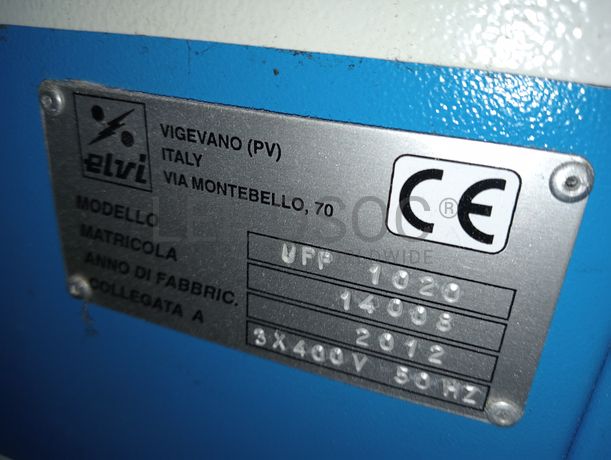 elvi
VIGEVANO (PV)
ITALY
VIA MONTEBELLO, 70
CE
MODELLO UFP 1020
MATRICOLA 14008
ANNO DI FABBRIC. 2012
COLLEGATA A 3X400V 50HZ